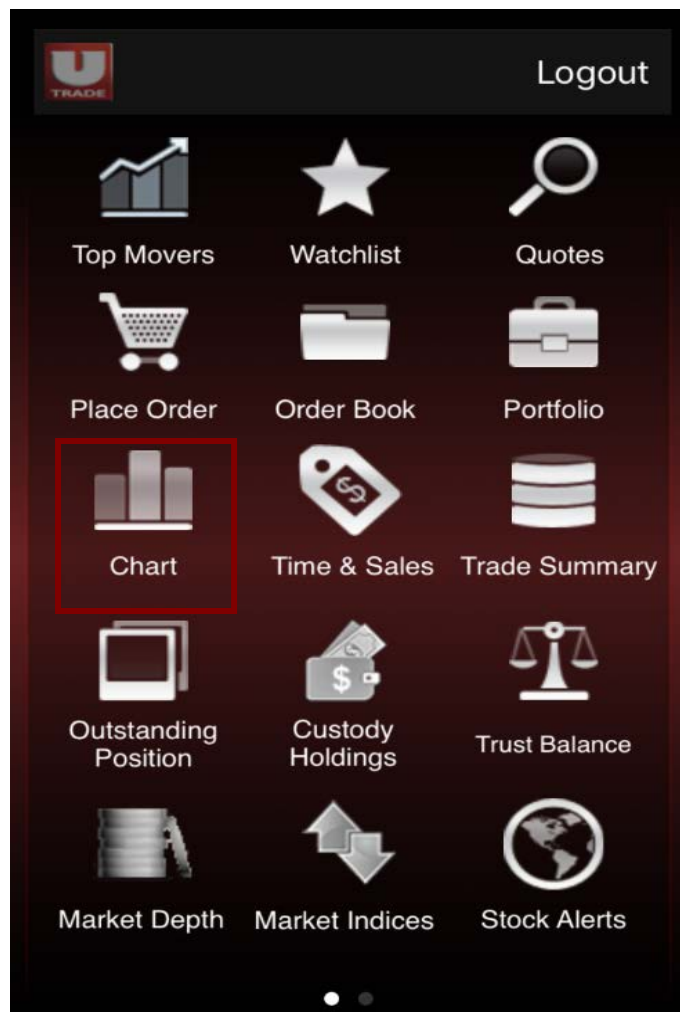 U
TRADE
Logout
Top Movers
Watchlist
Quotes
Place Order
Order Book
Portfolio
$
Chart
Time & Sales
Trade Summary
$
Outstanding
Position
Custody
Holdings
Trust Balance
Market Depth
Market Indices
Stock Alerts